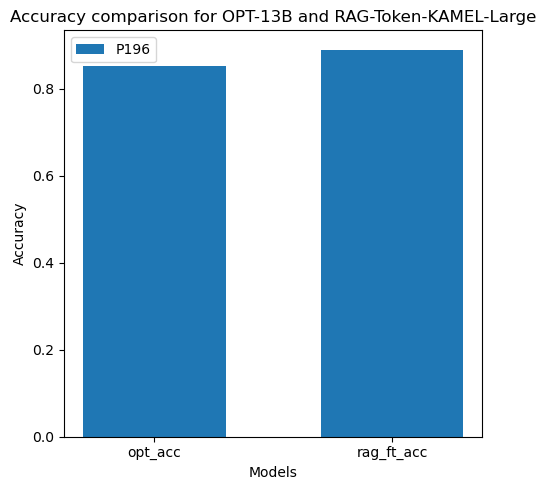 Accuracy comparison for OPT-13B and RAG-Token-KAMEL-Large
P196
0.8
0.6
0.4
0.2
0.0
Accuracy
opt_acc
rag_ft_acc
Models